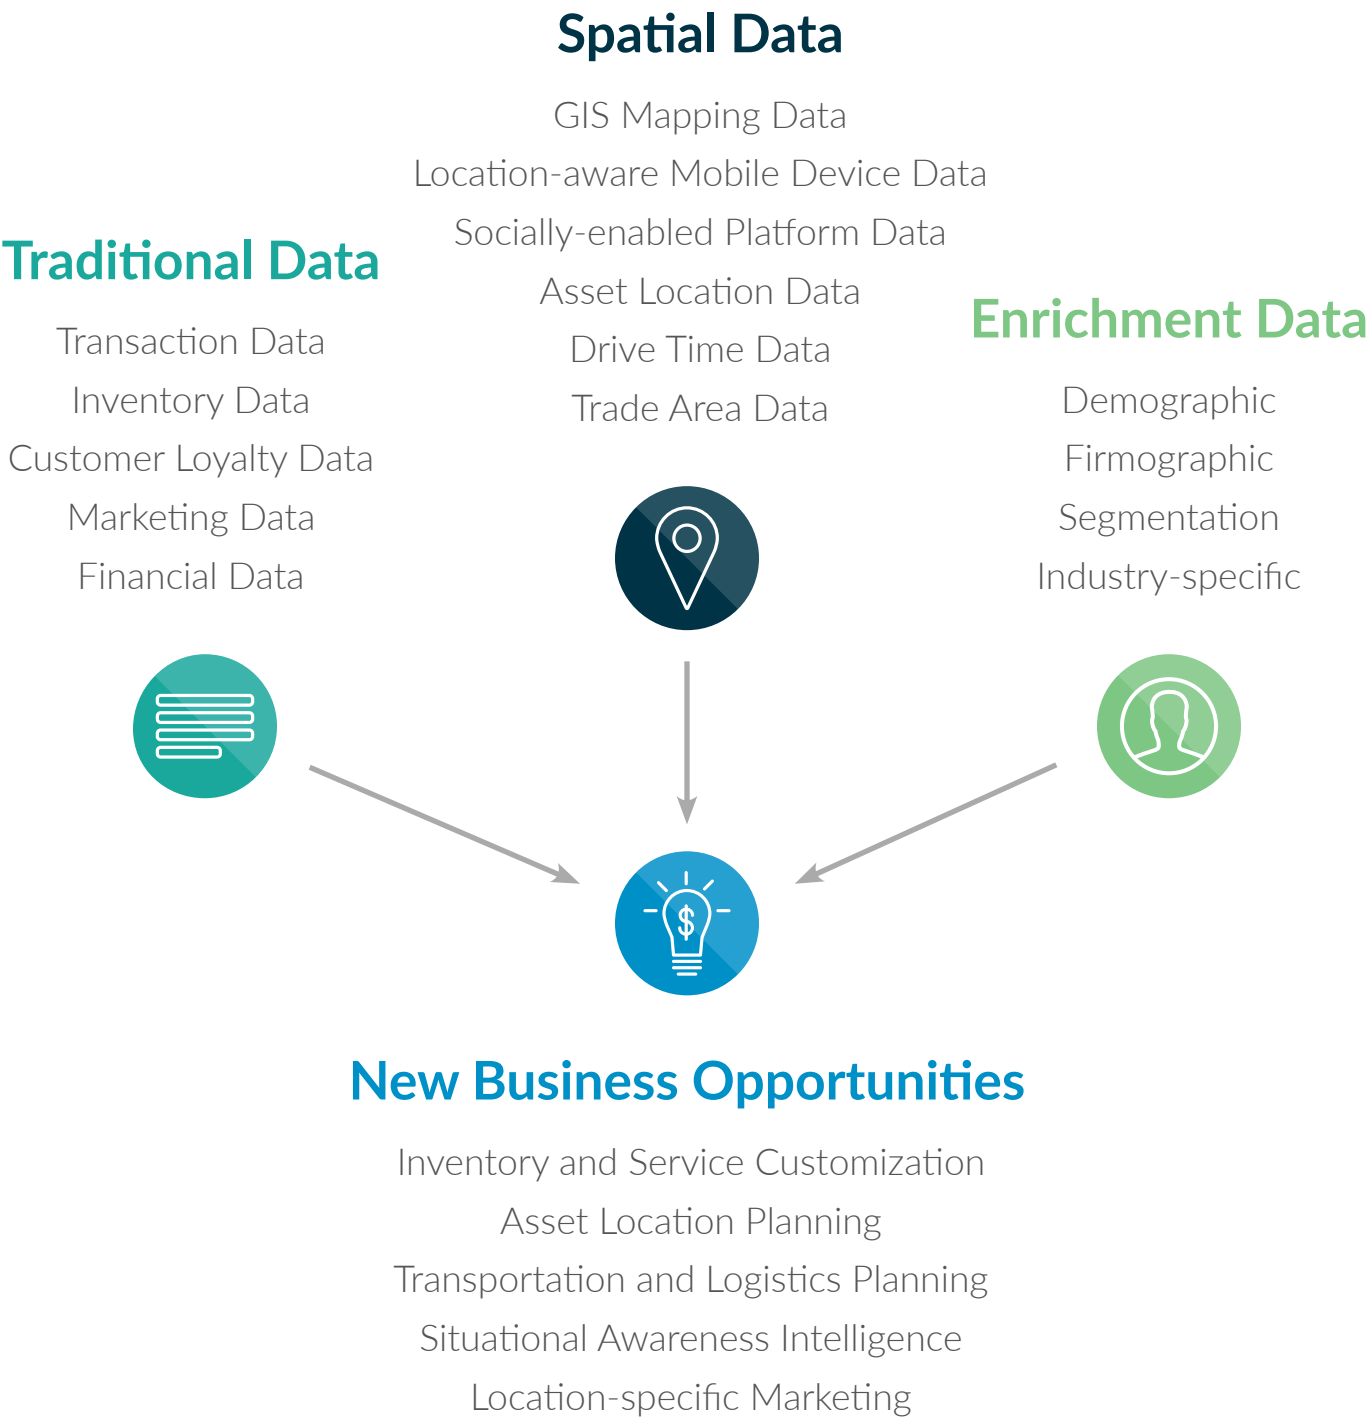 Spatial Data
GIS Mapping Data
Location-aware Mobile Device Data
Socially-enabled Platform Data
Asset Location Data
Drive Time Data
Trade Area Data
Traditional Data
Transaction Data
Inventory Data
Customer Loyalty Data
Marketing Data
Financial Data
Enrichment Data
Demographic
Firmographic
Segmentation
Industry-specific
$
New Business Opportunities
Inventory and Service Customization
Asset Location Planning
Transportation and Logistics Planning
Situational Awareness Intelligence
Location-specific Marketing